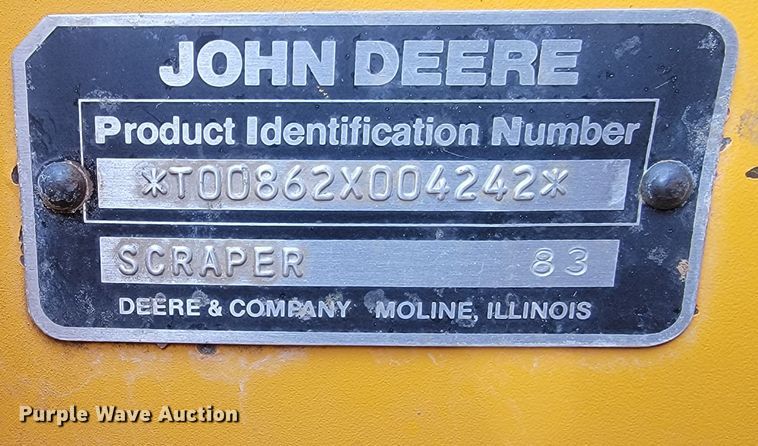 JOHN DEERE
Product Identification Number
*T00862X004242*
SCRAPER 83
DEERE & COMPANY MOLINE, ILLINOIS
Purple Wave Auction